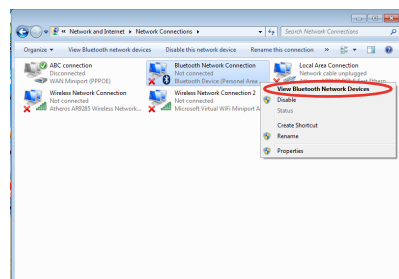 « Network and Internet ▸ Network Connections ▸
Search Network Connections
Organize ▾ View Bluetooth network devices Disable this network device Rename this connection »
ABC connection
Disconnected
WAN Miniport (PPPOE)
Bluetooth Network Connection
Not connected
Bluetooth Device (Personal Area ...
Local Area Connection
Network cable unplugged
Wireless Network Connection
Not connected
Atheros AR9285 Wireless Network...
Wireless Network Connection 2
Not connected
Microsoft Virtual WiFi Miniport A
View Bluetooth Network Devices
Disable
Status
Create Shortcut
Rename
Properties